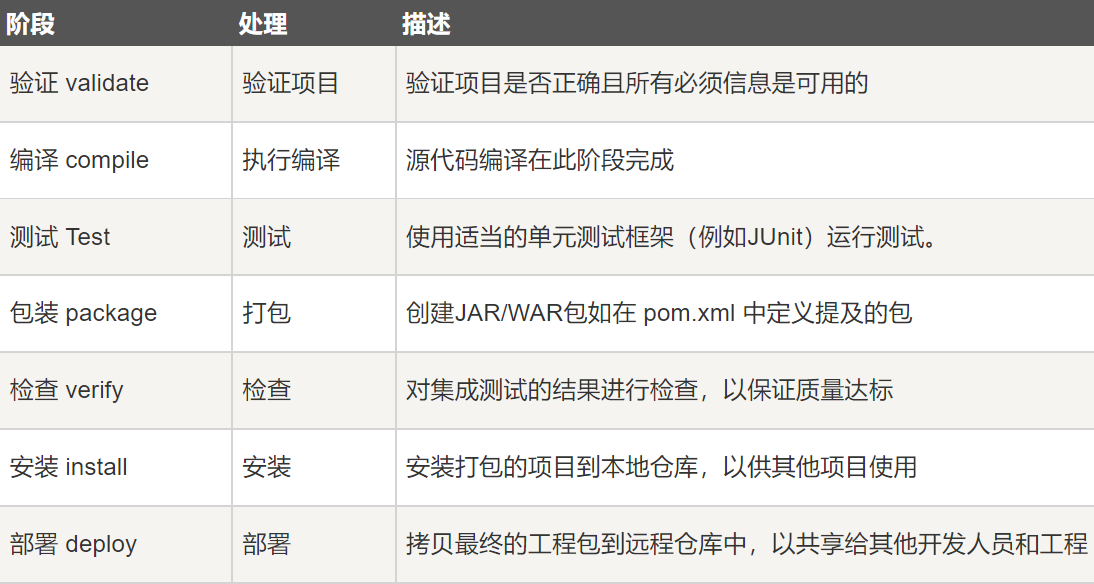 阶段 处理 描述
验证 validate 验证项目 验证项目是否正确且所有必须信息是可用的
编译 compile 执行编译 源代码编译在此阶段完成
测试 Test 测试 使用适当的单元测试框架（例如JUnit）运行测试。
包装 package 打包 创建JAR/WAR包如在 pom.xml 中定义提及的包
检查 verify 检查 对集成测试的结果进行检查，以保证质量达标
安装 install 安装 安装打包的项目到本地仓库，以供其他项目使用
部署 deploy 部署 拷贝最终的工程包到远程仓库中，以共享给其他开发人员和工程